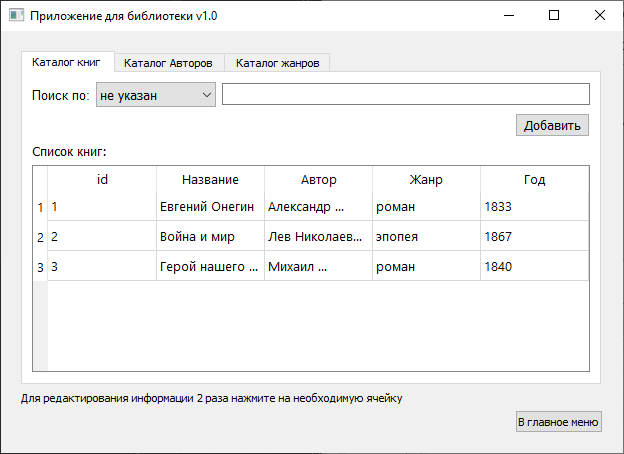 Приложение для библиотеки v1.0
Каталог книг Каталог Авторов Каталог жанров
Поиск по: не указан
Добавить
Список книг:
id Название Автор Жанр Год
1 1 Евгений Онегин Александр ... роман 1833
2 2 Война и мир Лев Николаев... эпопея 1867
3 3 Герой нашего ... Михаил ... роман 1840
Для редактирования информации 2 раза нажмите на необходимую ячейку
В главное меню